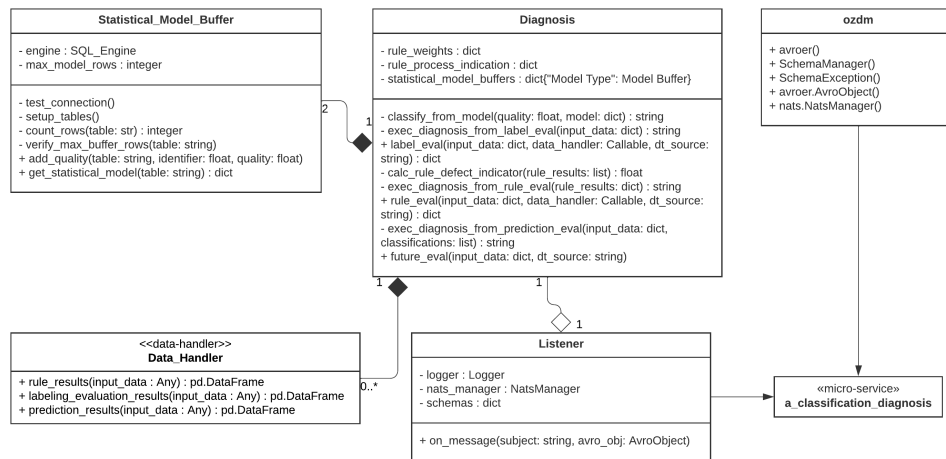 Statistical_Model_Buffer
- engine : SQL_Engine
- max_model_rows : integer
- test_connection()
- setup_tables()
- count_rows(table: str) : integer
- verify_max_buffer_rows(table: string)
+ add_quality(table: string, identifier: float, quality: float)
+ get_statistical_model(table: string) : dict
2
1
Diagnosis
- rule_weights : dict
- rule_process_indication : dict
- statistical_model_buffers : dict{"Model Type": Model Buffer}
- classify_from_model(quality: float, model: dict) : string
- exec_diagnosis_from_label_eval(input_data: dict) : string
+ label_eval(input_data: dict, data_handler: Callable, dt_source:
string) : dict
- calc_rule_defect_indicator(rule_results: list) : float
- exec_diagnosis_from_rule_eval(rule_results: dict) : string
+ rule_eval(input_data: dict, data_handler: Callable, dt_source:
string) : dict
- exec_diagnosis_from_prediction_eval(input_data: dict,
classifications: list) : string
+ future_eval(input_data: dict, dt_source: string)
ozdm
+ avroer()
+ SchemaManager()
+ SchemaException()
+ avroer.AvroObject()
+ nats.NatsManager()
1
1
1
<<data-handler>>
Data_Handler
+ rule_results(input_data : Any) : pd.DataFrame
+ labeling_evaluation_results(input_data : Any) : pd.DataFrame
+ prediction_results(input_data : Any) : pd.DataFrame
0..*
Listener
- logger : Logger
- nats_manager : NatsManager
- schemas : dict
+ on_message(subject: string, avro_obj: AvroObject)
«micro-service»
a_classification_diagnosis